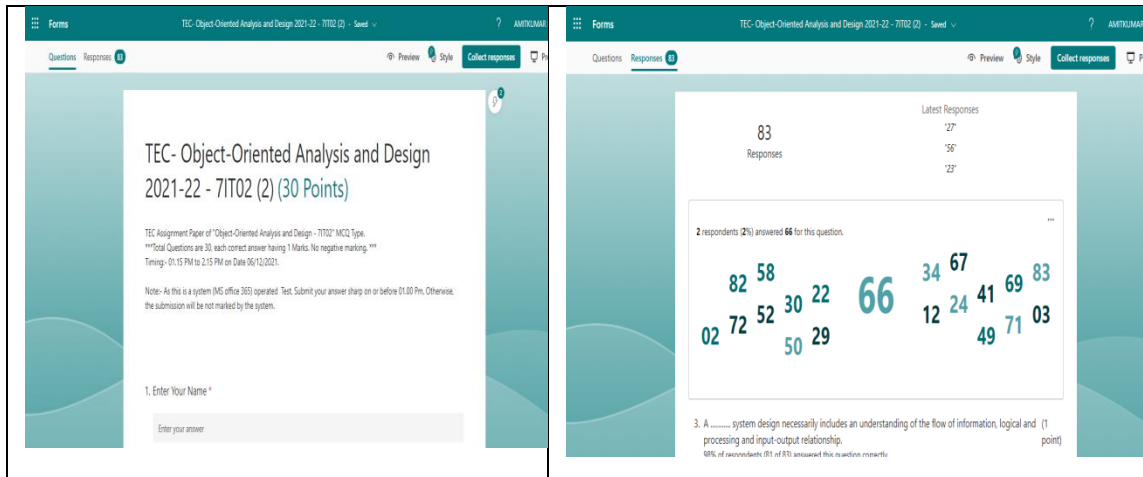 Forms
TEC- Object-Oriented Analysis and Design 2021-22 - 7IT02 (2) - Saved
? AMITKUMAR
Questions Responses 83
Preview Style Collect responses
2
TEC- Object-Oriented Analysis and Design
2021-22 - 7IT02 (2) (30 Points)
TEC Assignment Paper of "Object-Oriented Analysis and Design - 7IT02" MCQ Type.
***Total Questions are 30, each correct answer having 1 Marks. No negative marking. ***
Timing:- 01.15 PM to 2.15 PM on Date 06/12/2021.
Note:- As this is a system (MS office 365) operated Test. Submit your answer sharp on or before 01.00 Pm. Otherwise,
the submission will be not marked by the system.
1. Enter Your Name *
Enter your answer
Forms
TEC- Object-Oriented Analysis and Design 2021-22 - 7IT02 (2) - Saved
? AMITKUMAR
Questions Responses 83
Preview Style Collect responses
83
Responses
Latest Responses
"27"
"56"
"23"
...
2 respondents (2%) answered 66 for this question.
82 58 34 67 69 83
02 72 52 30 22 66 12 24 41 71 03
50 29 49
3. A .......... system design necessarily includes an understanding of the flow of information, logical and (1
processing and input-output relationship. point)
98% of respondents (81 of 83) answered this question correctly.